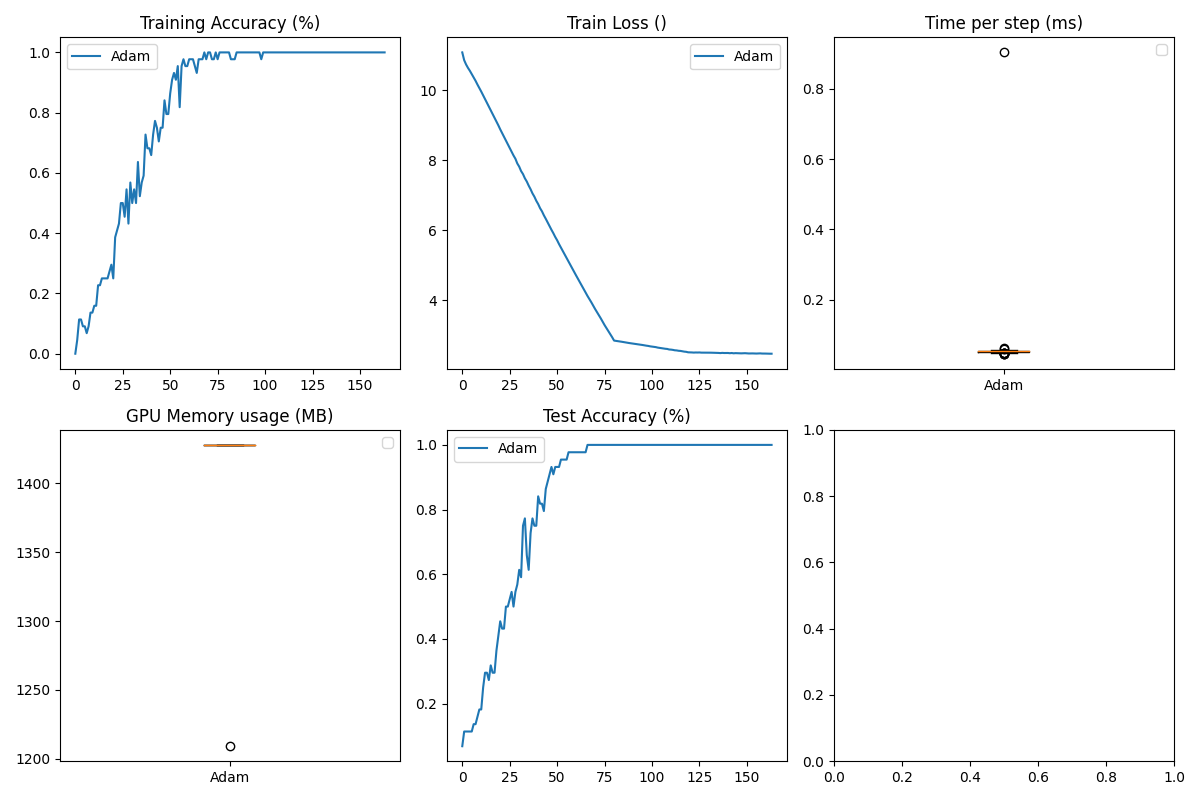 Training Accuracy (%)
1.0
0.8
0.6
0.4
0.2
0.0
Adam
0 25 50 75 100 125 150
Train Loss ()
10
8
6
4
Adam
0 25 50 75 100 125 150
Time per step (ms)
0.8
0.6
0.4
0.2
Adam
GPU Memory usage (MB)
1400
1350
1300
1250
1200
Adam
Test Accuracy (%)
1.0
0.8
0.6
0.4
0.2
Adam
0 25 50 75 100 125 150
1.0
0.8
0.6
0.4
0.2
0.0
0.0 0.2 0.4 0.6 0.8 1.0